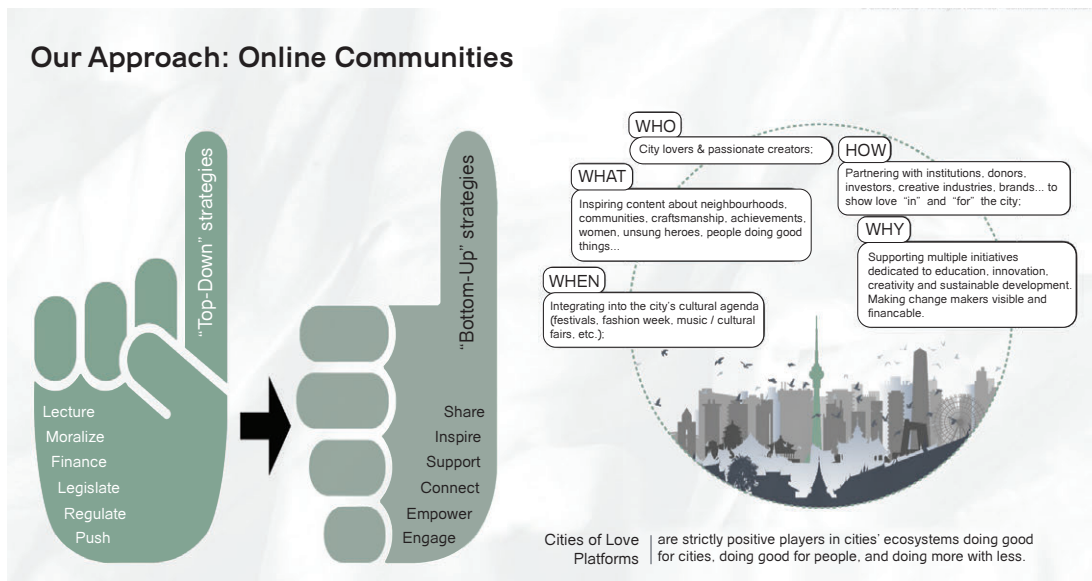 Our Approach: Online Communities
"Top-Down" strategies
Lecture
Moralize
Finance
Legislate
Regulate
Push
"Bottom-Up" strategies
Share
Inspire
Support
Connect
Empower
Engage
WHO
City lovers & passionate creators;
WHAT
Inspiring content about neighbourhoods,
communities, craftsmanship, achievements,
women, unsung heroes, people doing good
things...
WHEN
Integrating into the city's cultural agenda
(festivals, fashion week, music / cultural
fairs, etc.);
HOW
Partnering with institutions, donors,
investors, creative industries, brands... to
show love "in" and "for" the city;
WHY
Supporting multiple initiatives
dedicated to education, innovation,
creativity and sustainable development.
Making change makers visible and
financable.
Cities of Love
Platforms
are strictly positive players in cities' ecosystems doing good
for cities, doing good for people, and doing more with less.